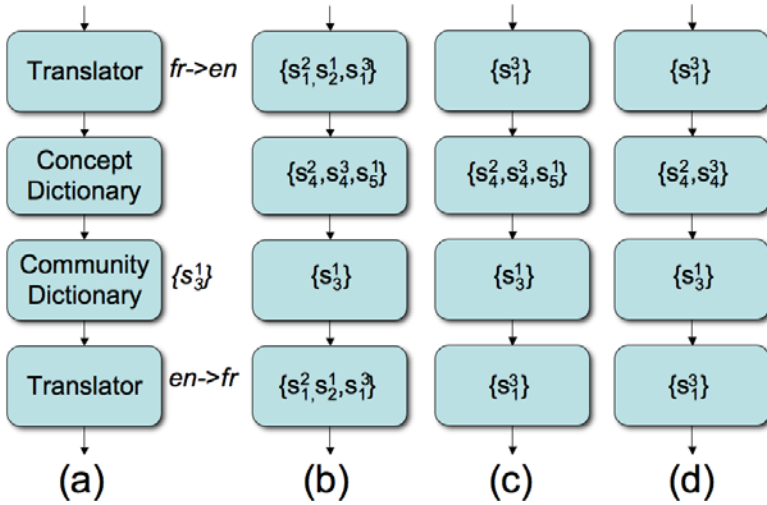 Translator fr->en {s₁²,s₂¹,s₁³} {s₁³} {s₁³}
Concept
Dictionary {s₄²,s₄³,s₅¹} {s₄²,s₄³,s₅¹} {s₄²,s₄³}
Community
Dictionary {s₃¹} {s₃¹} {s₃¹} {s₃¹}
Translator en->fr {s₁²,s₂¹,s₁³} {s₁³} {s₁³}
(a) (b) (c) (d)